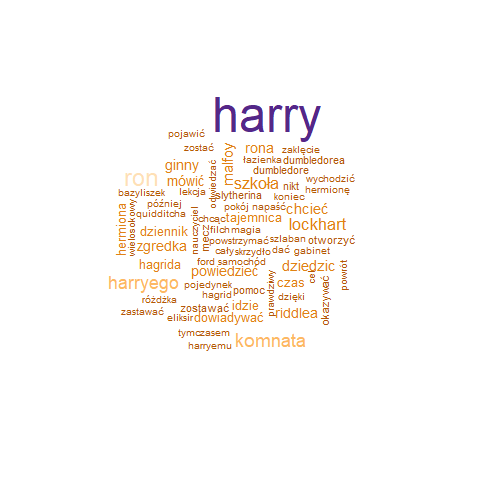 harry
pojawić
zostać
rona
zaklęcie
malfoy
ginny
łazienka
dumbledorea
odwiedzać
dumbledore
ron
mówić
szkoła
nikt
wychodzić
hermionę
bazyliszek
lekcja
slytherina
koniec
wielosokowy
później
pokój
napaść
chcieć
hermiona
quidditcha
nauczyciel
chcąc
tajemnica
lockhart
dziennik
mecz
filch
magia
zgredka
powstrzymać
szlaban
otworzyć
cały
skrzydło
dać
gabinet
hagrida
ford
samochód
dziedzic
powiedzieć
cel
powrót
harryego
pojedynek
czas
prawdziwy
okazywać
hagrid
pomoc
dzięki
różdżka
zostawać
idzie
riddlea
zastawać
eliksir
dowiadywać
tymczasem
komnata
harryemu